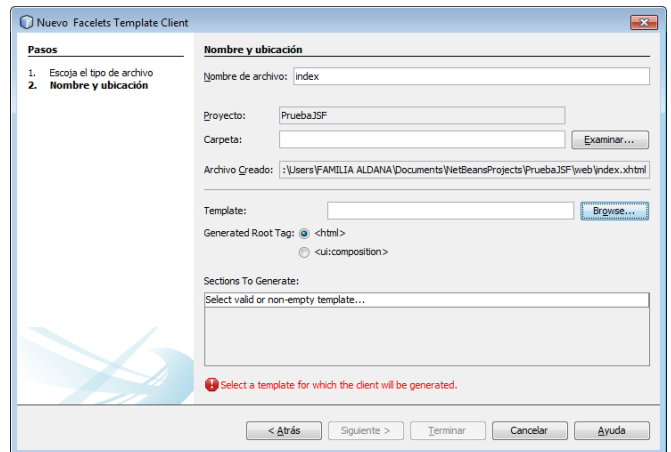 Nuevo Facelets Template Client
Pasos
1. Escoja el tipo de archivo
2. Nombre y ubicación
Nombre y ubicación
Nombre de archivo: index
Proyecto: PruebaJSF
Carpeta: Examinar...
Archivo Creado: :\Users\FAMILIA ALDANA\Documents\NetBeansProjects\PruebaJSF\web\index.xhtml
Template: Browse...
Generated Root Tag: <html>
<ui:composition>
Sections To Generate:
Select valid or non-empty template...
Select a template for which the client will be generated.
< Atrás Siguiente > Terminar Cancelar Ayuda